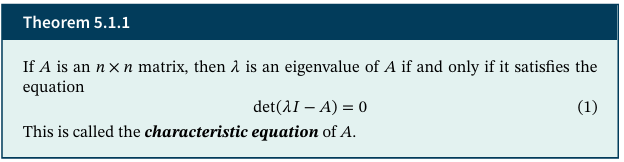 Theorem 5.1.1
If A is an n × n matrix, then λ is an eigenvalue of A if and only if it satisfies the
equation
det(λI − A) = 0 (1)
This is called the characteristic equation of A.